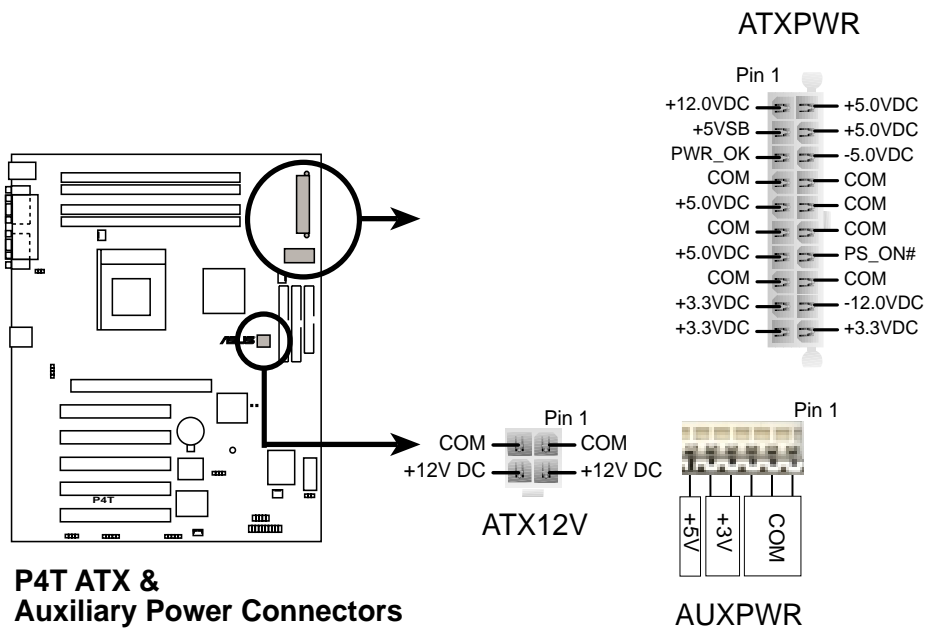 ATXPWR
Pin 1
+12.0VDC +5.0VDC
+5VSB +5.0VDC
PWR_OK -5.0VDC
COM COM
+5.0VDC COM
COM COM
+5.0VDC PS_ON#
COM COM
+3.3VDC -12.0VDC
+3.3VDC +3.3VDC
ASUS
P4T
Pin 1
COM COM
+12V DC +12V DC
ATX12V
Pin 1
+5V
+3V
COM
AUXPWR
P4T ATX &
Auxiliary Power Connectors